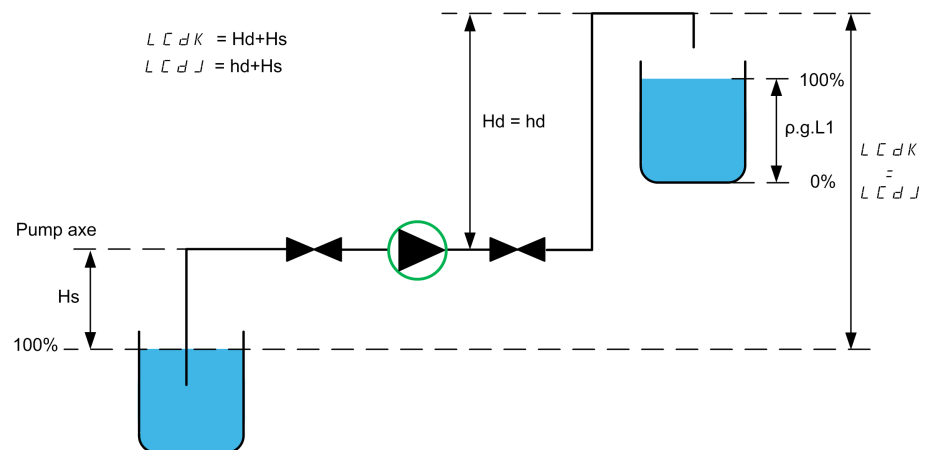 LCdK = Hd+Hs
LCdJ = hd+Hs
Hd = hd
100%
ρ.g.L1
0%
LCdK
=
LCdJ
Pump axe
Hs
100%